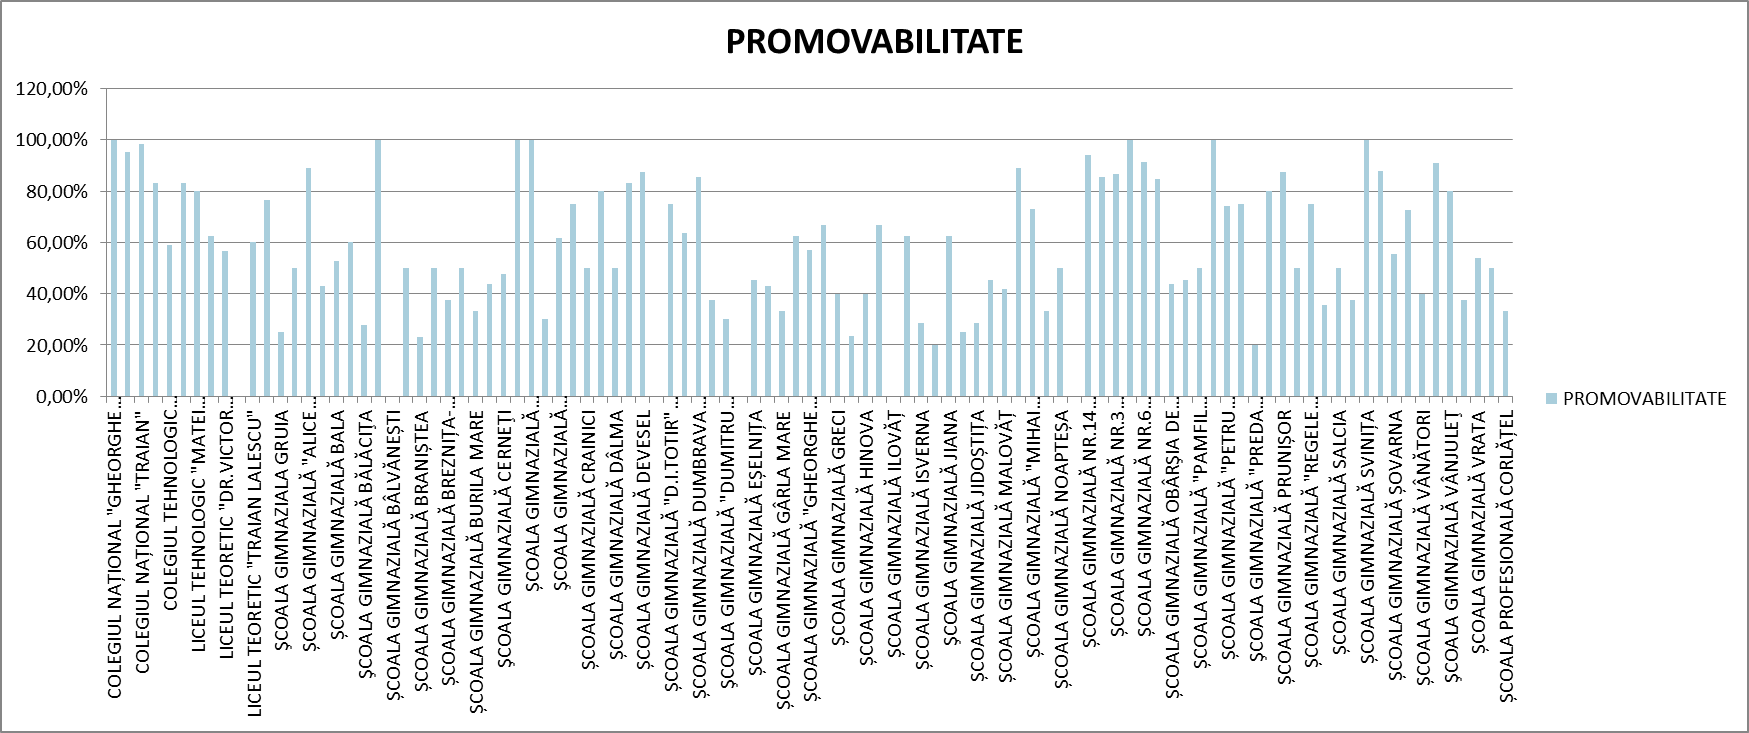 PROMOVABILITATE
120,00%
100,00%
80,00%
60,00%
40,00%
20,00%
0,00%
COLEGIUL NAȚIONAL "GHEORGHE…
COLEGIUL NAȚIONAL "TRAIAN"
COLEGIUL TEHNOLOGIC…
LICEUL TEHNOLOGIC "MATEI…
LICEUL TEORETIC "DR.VICTOR…
LICEUL TEORETIC "TRAIAN LALESCU"
ȘCOALA GIMNAZIALA GRUIA
ȘCOALA GIMNAZIALĂ "ALICE…
ȘCOALA GIMNAZIALĂ BALA
ȘCOALA GIMNAZIALĂ BĂLĂCIȚA
ȘCOALA GIMNAZIALĂ BÂLVĂNEȘTI
ȘCOALA GIMNAZIALĂ BRANIȘTEA
ȘCOALA GIMNAZIALĂ BREZNIȚA-…
ȘCOALA GIMNAZIALĂ BURILA MARE
ȘCOALA GIMNAZIALĂ CERNEȚI
ȘCOALA GIMNAZIALĂ…
ȘCOALA GIMNAZIALĂ…
ȘCOALA GIMNAZIALĂ CRAINICI
ȘCOALA GIMNAZIALĂ DÂLMA
ȘCOALA GIMNAZIALĂ DEVESEL
ȘCOALA GIMNAZIALĂ "D.I.TOTIR" …
ȘCOALA GIMNAZIALĂ DUMBRAVA…
ȘCOALA GIMNAZIALĂ "DUMITRU…
ȘCOALA GIMNAZIALĂ EȘELNIȚA
ȘCOALA GIMNAZIALĂ GÂRLA MARE
ȘCOALA GIMNAZIALĂ "GHEORGHE…
ȘCOALA GIMNAZIALĂ GRECI
ȘCOALA GIMNAZIALĂ HINOVA
ȘCOALA GIMNAZIALĂ ILOVĂȚ
ȘCOALA GIMNAZIALĂ ISVERNA
ȘCOALA GIMNAZIALĂ JIANA
ȘCOALA GIMNAZIALĂ JIDOȘTIȚA
ȘCOALA GIMNAZIALĂ MALOVĂȚ
ȘCOALA GIMNAZIALĂ "MIHAI…
ȘCOALA GIMNAZIALĂ NOAPTEȘA
ȘCOALA GIMNAZIALĂ NR.14…
ȘCOALA GIMNAZIALĂ NR.3…
ȘCOALA GIMNAZIALĂ NR.6…
ȘCOALA GIMNAZIALĂ OBÂRȘIA DE…
ȘCOALA GIMNAZIALĂ "PAMFIL…
ȘCOALA GIMNAZIALĂ "PETRU…
ȘCOALA GIMNAZIALĂ "PREDA…
ȘCOALA GIMNAZIALĂ PRUNIȘOR
ȘCOALA GIMNAZIALĂ "REGELE…
ȘCOALA GIMNAZIALĂ SALCIA
ȘCOALA GIMNAZIALĂ SVINIȚA
ȘCOALA GIMNAZIALĂ ȘOVARNA
ȘCOALA GIMNAZIALĂ VÂNĂTORI
ȘCOALA GIMNAZIALĂ VÂNJULEȚ
ȘCOALA GIMNAZIALĂ VRATA
ȘCOALA PROFESIONALĂ CORLĂȚEL
PROMOVABILITATE